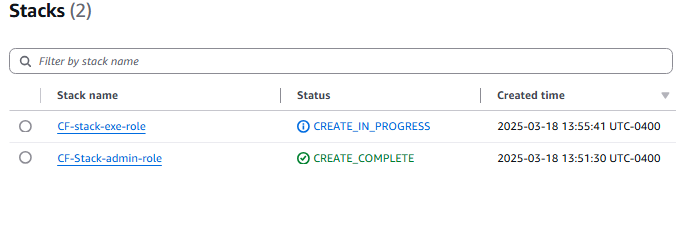 Stacks (2)
Filter by stack name
Stack name Status Created time
CF-stack-exe-role CREATE_IN_PROGRESS 2025-03-18 13:55:41 UTC-0400
CF-Stack-admin-role CREATE_COMPLETE 2025-03-18 13:51:30 UTC-0400